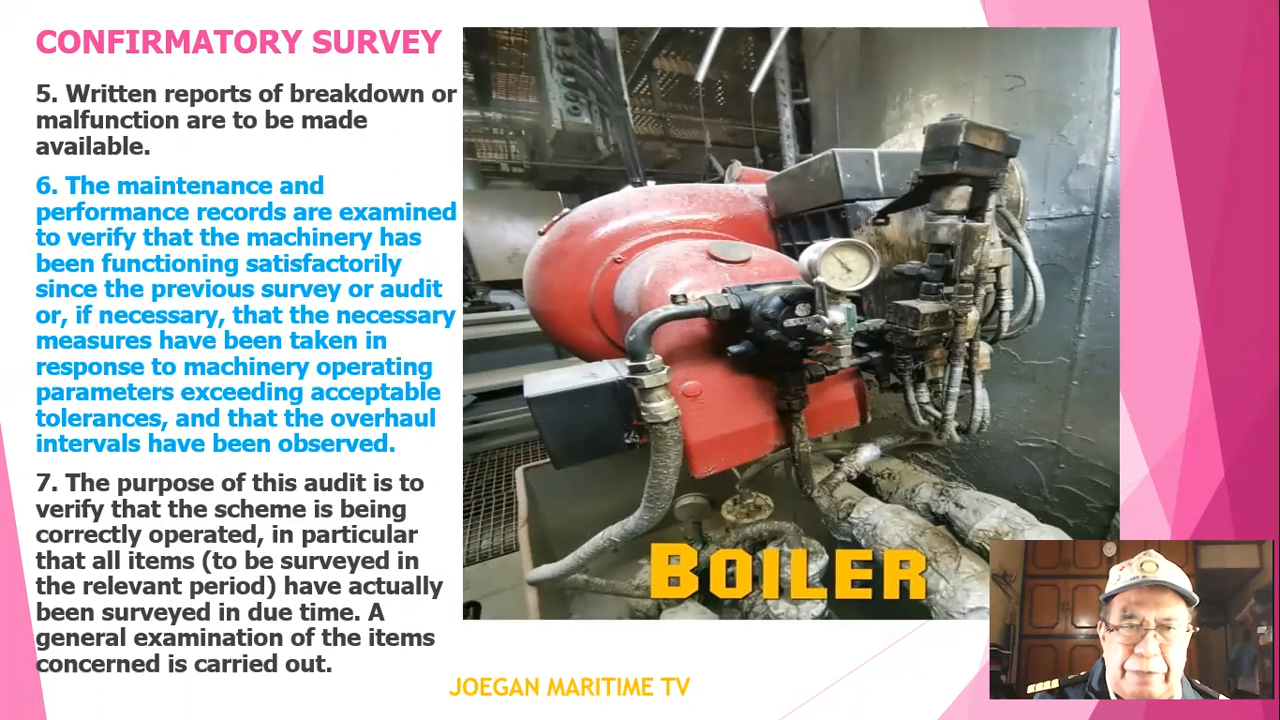 CONFIRMATORY SURVEY
5. Written reports of breakdown or
malfunction are to be made
available.
6. The maintenance and
performance records are examined
to verify that the machinery has
been functioning satisfactorily
since the previous survey or audit
or, if necessary, that the necessary
measures have been taken in
response to machinery operating
parameters exceeding acceptable
tolerances, and that the overhaul
intervals have been observed.
7. The purpose of this audit is to
verify that the scheme is being
correctly operated, in particular
that all items (to be surveyed in
the relevant period) have actually
been surveyed in due time. A
general examination of the items
concerned is carried out.
BOILER
JOEGAN MARITIME TV